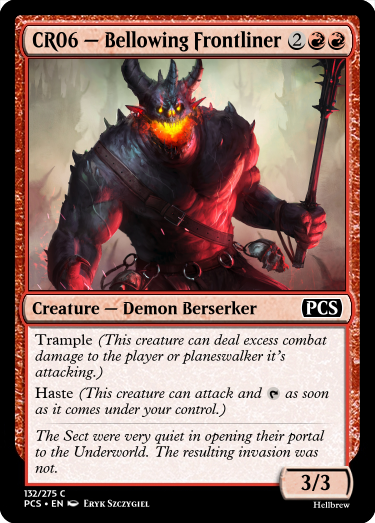 CR06 — Bellowing Frontliner 2
Creature — Demon Berserker PCS
Trample (This creature can deal excess combat
damage to the player or planeswalker it's
attacking.)
Haste (This creature can attack and as soon
as it comes under your control.)
The Sect were very quiet in opening their portal
to the Underworld. The resulting invasion was
not.
3/3
132/275 C
PCS • EN Eryk Szczygiel
Hellbrew